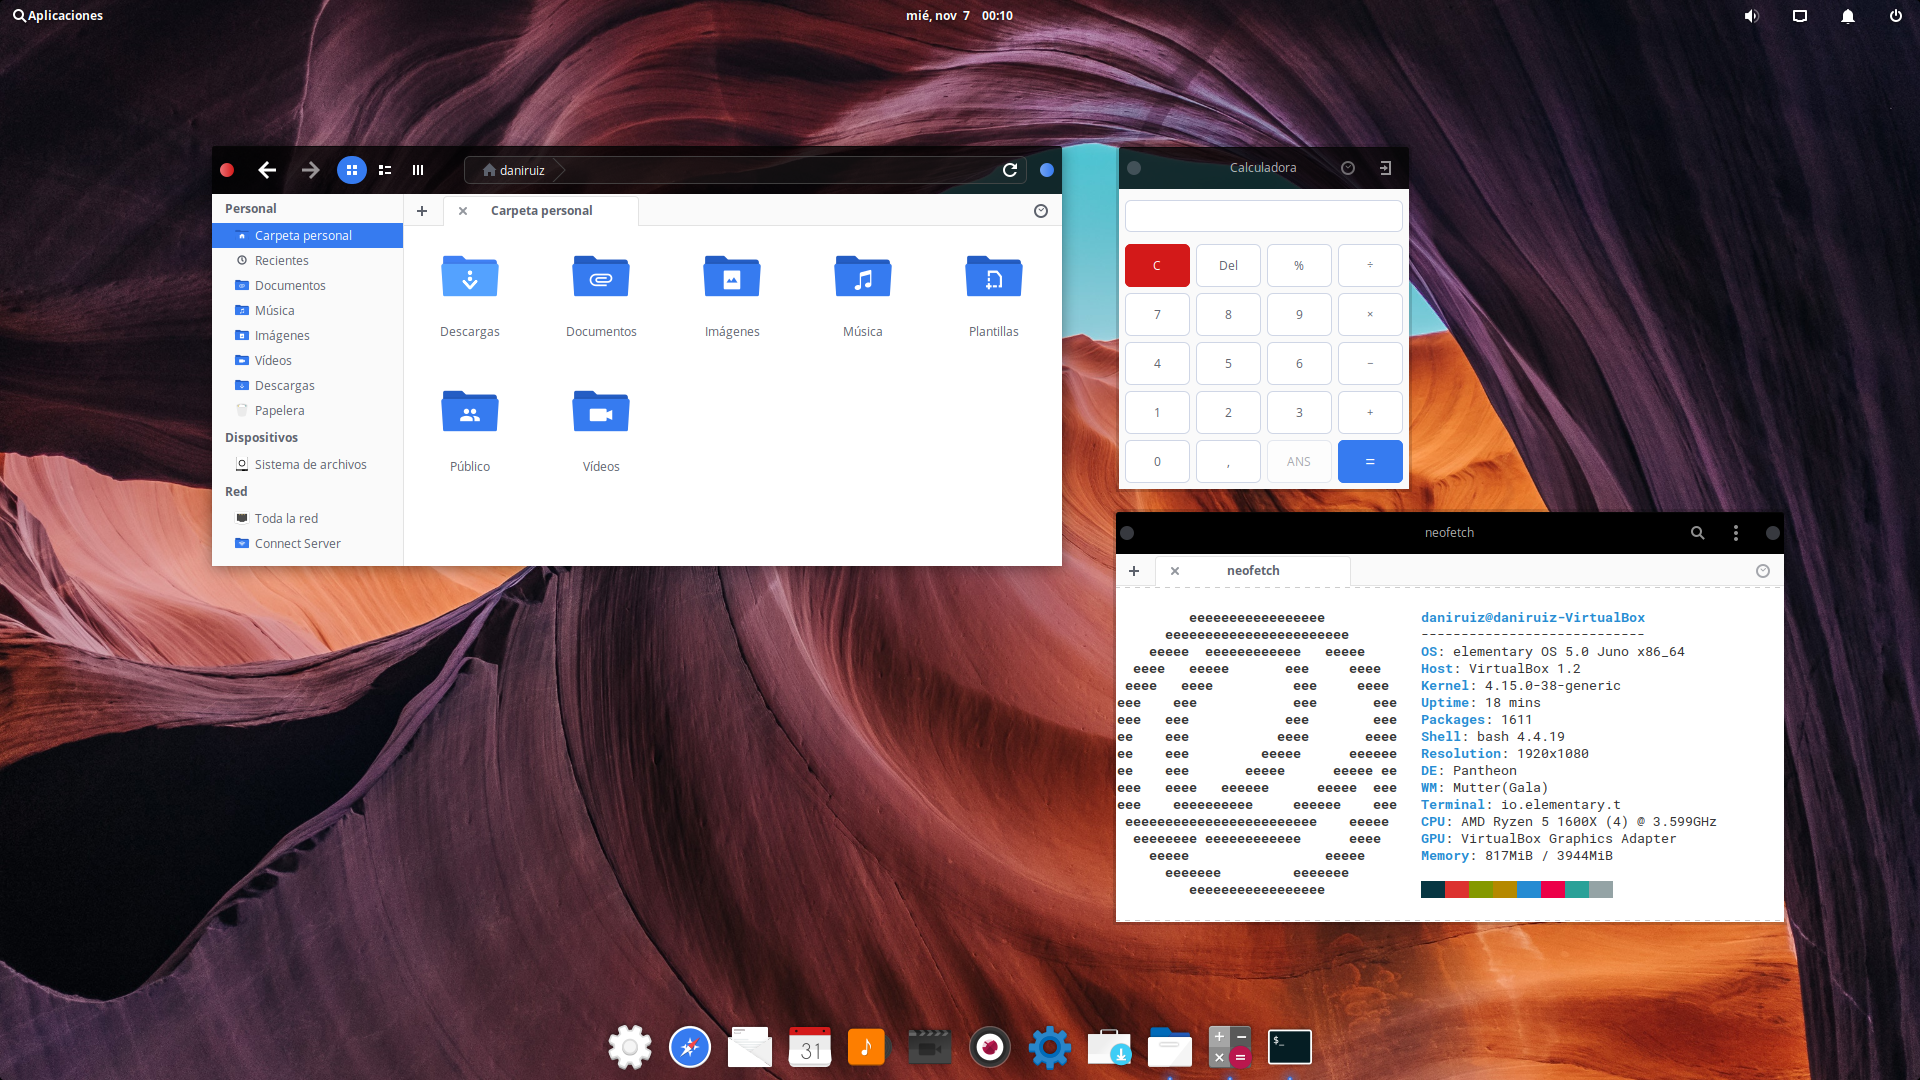 Aplicaciones
mié, nov 7 00:10
daniruiz
Personal
Carpeta personal
Recientes
Documentos
Música
Imágenes
Vídeos
Descargas
Papelera
Dispositivos
Sistema de archivos
Red
Toda la red
Connect Server
+ × Carpeta personal
Descargas Documentos Imágenes Música Plantillas
Público Vídeos
Calculadora
C Del % ÷
7 8 9 ×
4 5 6 −
1 2 3 +
0 , ANS =
neofetch
+ × neofetch
eeeeeeeeeeeeeeeee
eeeeeeeeeeeeeeeeeeeeeee
eeeee  eeeeeeeeeeee   eeeee
eeee   eeeee       eee     eeee
eeee   eeee          eee     eeee
eee    eee            eee       eee
eee   eee            eee        eee
ee    eee           eeee       eeee
ee    eee         eeeee      eeeeee
ee    eee       eeeee      eeeee ee
eee   eeee   eeeeee      eeeee  eee
eee    eeeeeeeeee     eeeeee    eee
eeeeeeeeeeeeeeeeeeeeeeee    eeeee
eeeeeeee eeeeeeeeeeee      eeee
eeeee                 eeeee
eeeeeee         eeeeeee
eeeeeeeeeeeeeeeee
daniruiz@daniruiz-VirtualBox
----------------------------
OS: elementary OS 5.0 Juno x86_64
Host: VirtualBox 1.2
Kernel: 4.15.0-38-generic
Uptime: 18 mins
Packages: 1611
Shell: bash 4.4.19
Resolution: 1920x1080
DE: Pantheon
WM: Mutter(Gala)
Terminal: io.elementary.t
CPU: AMD Ryzen 5 1600X (4) @ 3.599GHz
GPU: VirtualBox Graphics Adapter
Memory: 817MiB / 3944MiB
31
+ − × =
$_